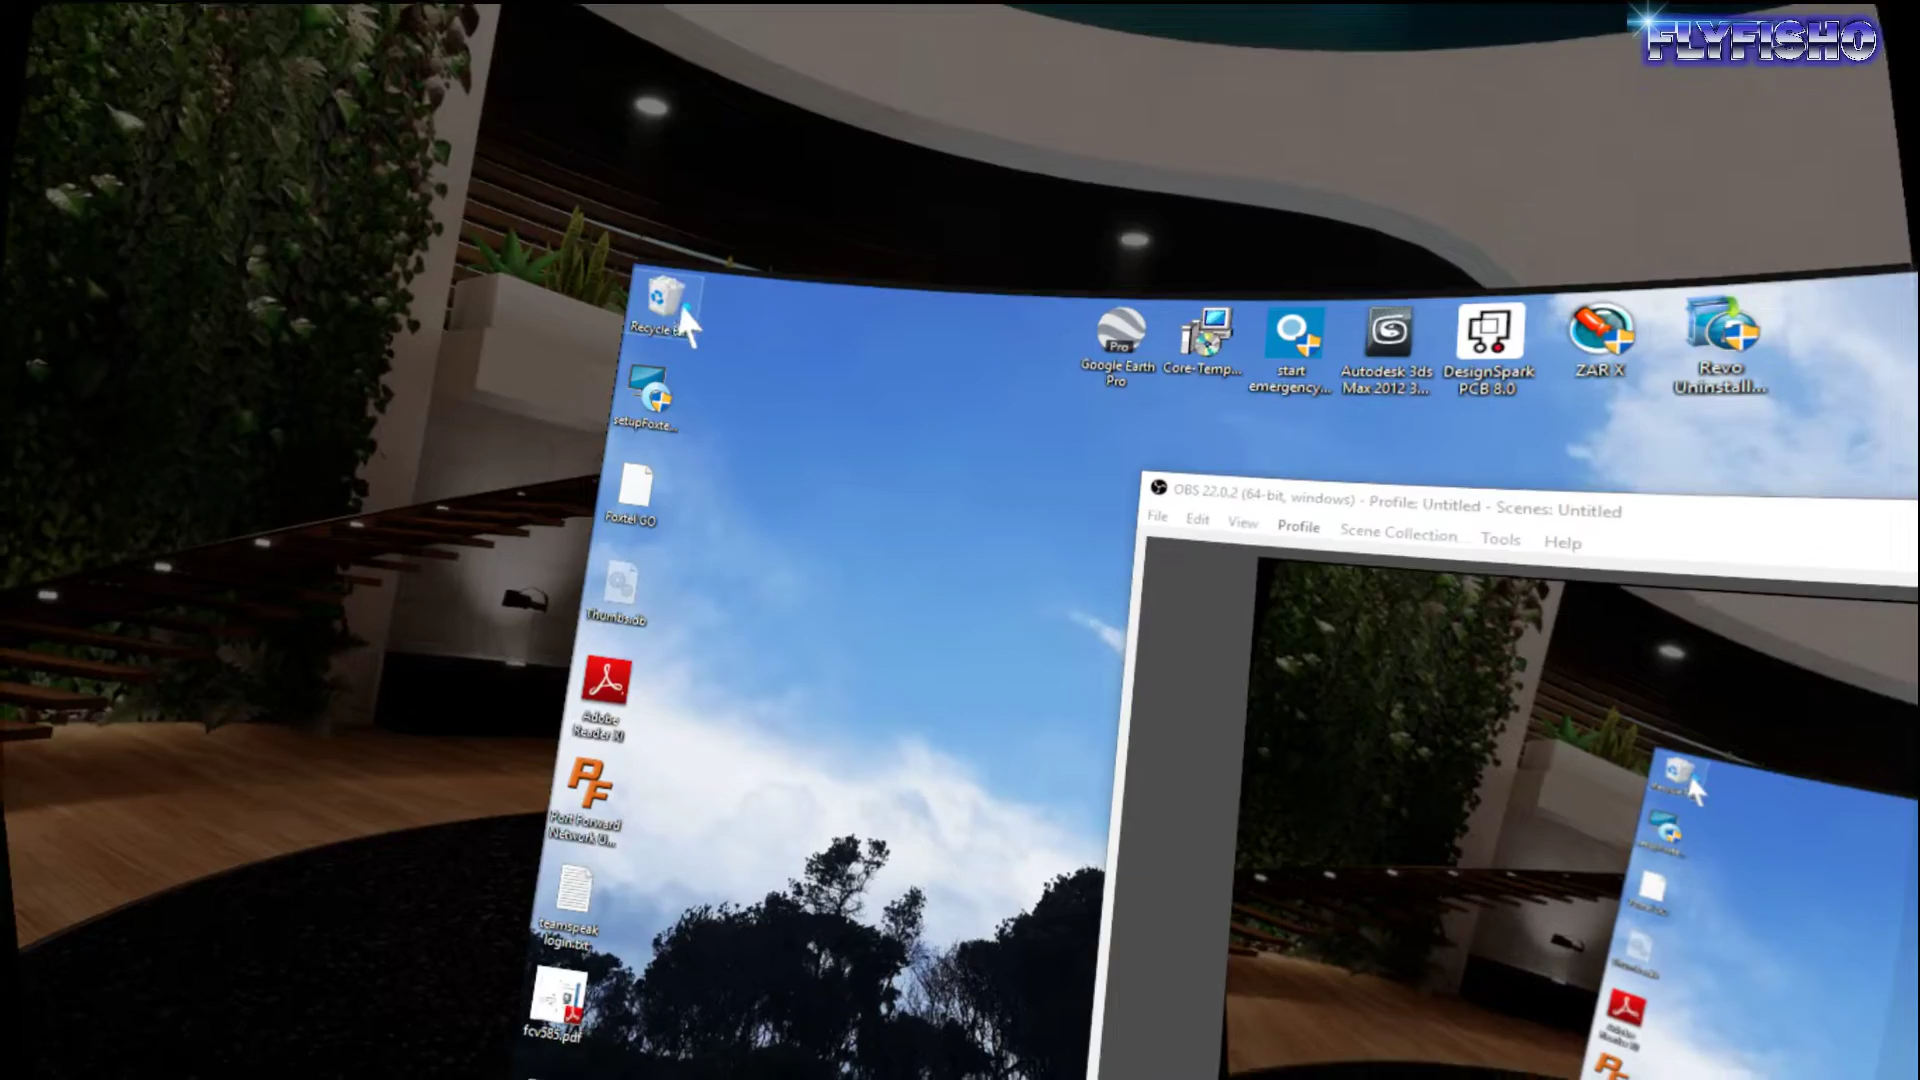 FLYFISHO
Recycle
setupFoxte...
Foxtel GO
Thumbs.db
Adobe
Reader XI
Port Forward
Network U...
teamspeak
login.txt
fcv585.pdf
Pro
Google Earth
Pro
Core-Temp...
start
emergency...
Autodesk 3ds
Max 2012 3...
DesignSpark
PCB 8.0
ZAR X
Revo
Uninstall...
OBS 22.0.2 (64-bit, windows) - Profile: Untitled - Scenes: Untitled
File Edit View Profile Scene Collection Tools Help
Adobe
Reader XI